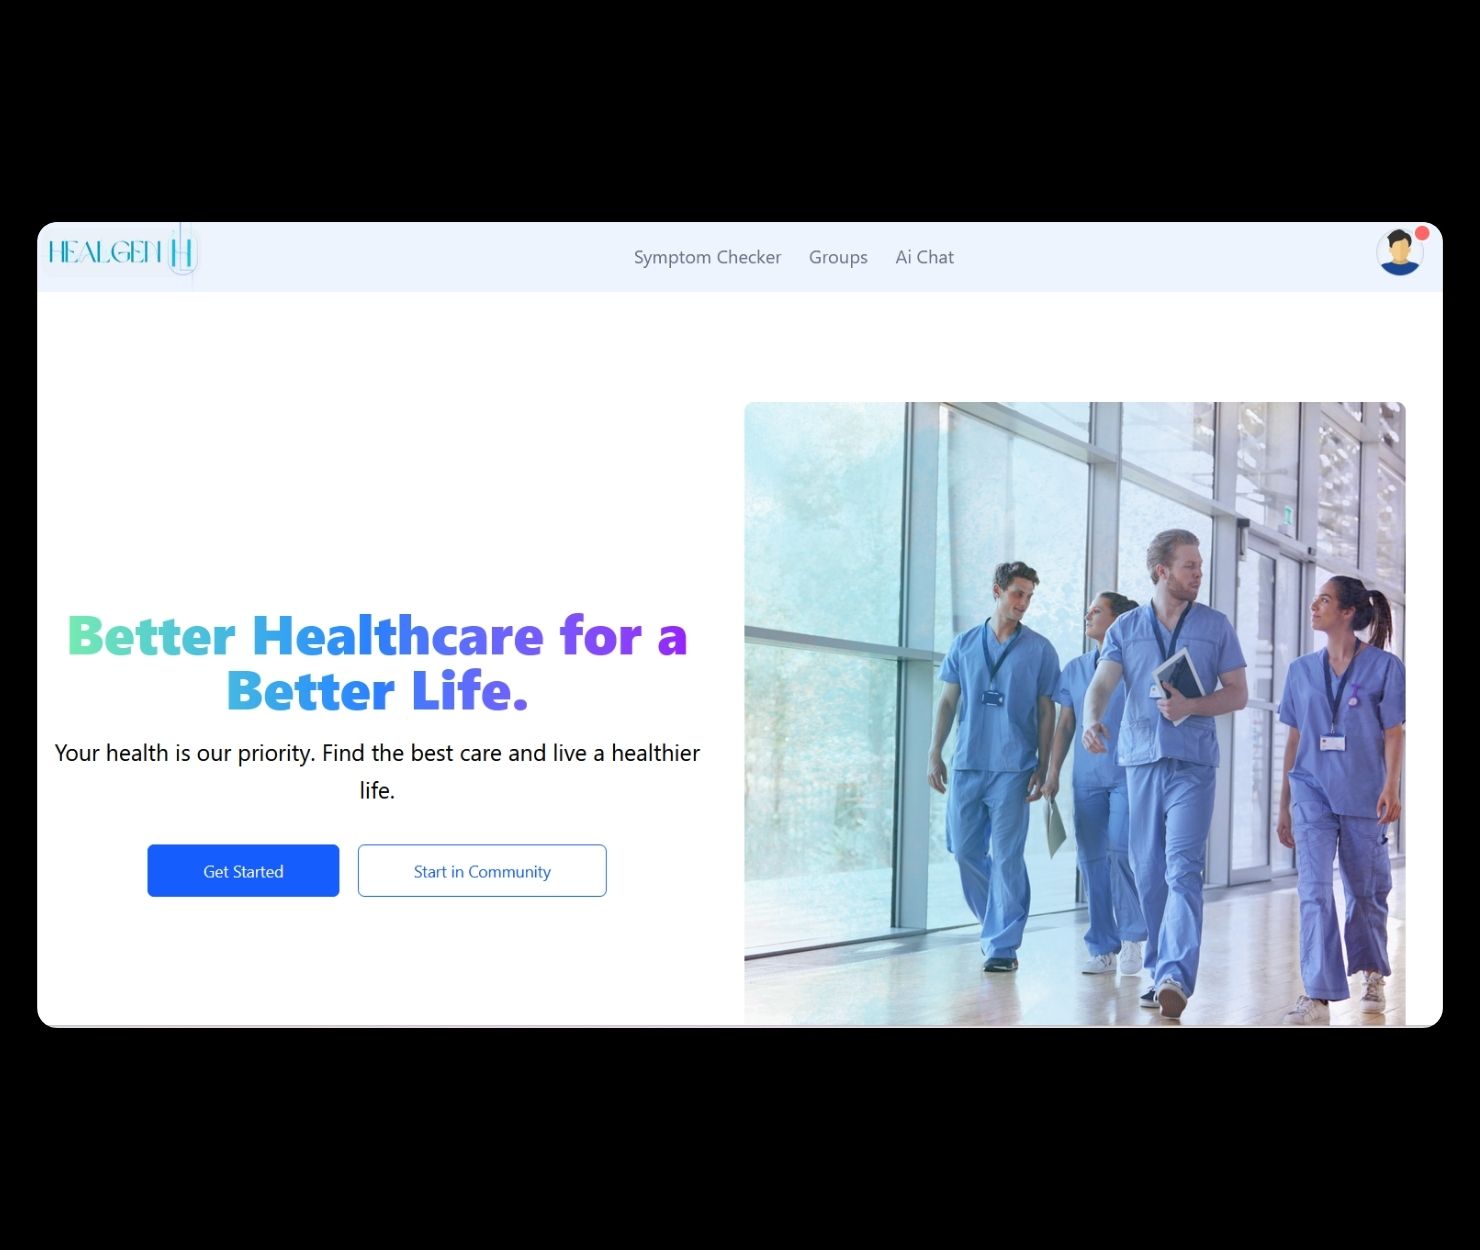 HEALGEN H
Symptom Checker Groups Ai Chat
Better Healthcare for a
Better Life.
Your health is our priority. Find the best care and live a healthier
life.
Get Started Start in Community